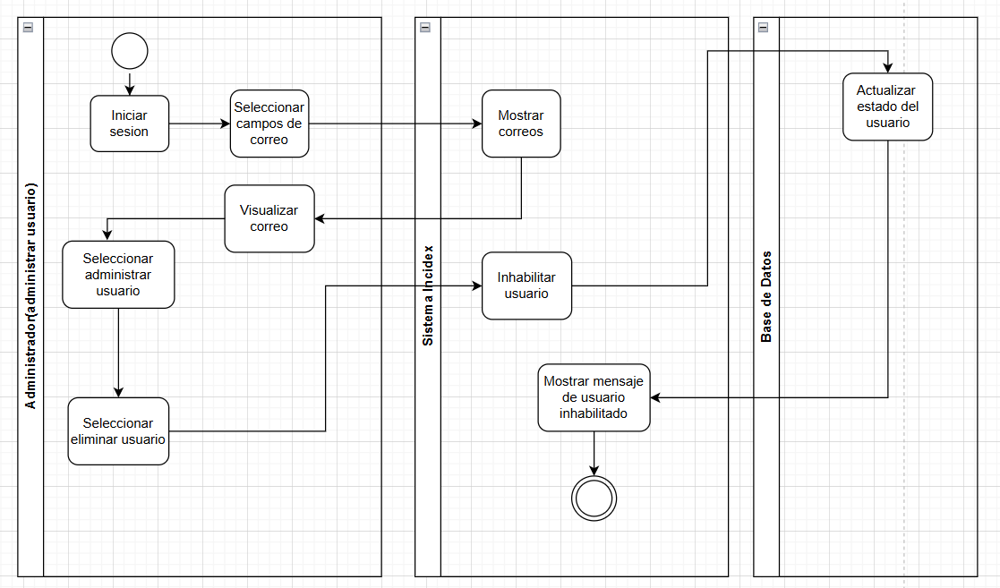 Administrador(administrar usuario)
Iniciar
sesion
Seleccionar
campos de
correo
Visualizar
correo
Seleccionar
administrar
usuario
Seleccionar
eliminar usuario
Sistema Incidex
Mostrar
correos
Inhabilitar
usuario
Mostrar mensaje
de usuario
inhabilitado
Base de Datos
Actualizar
estado del
usuario